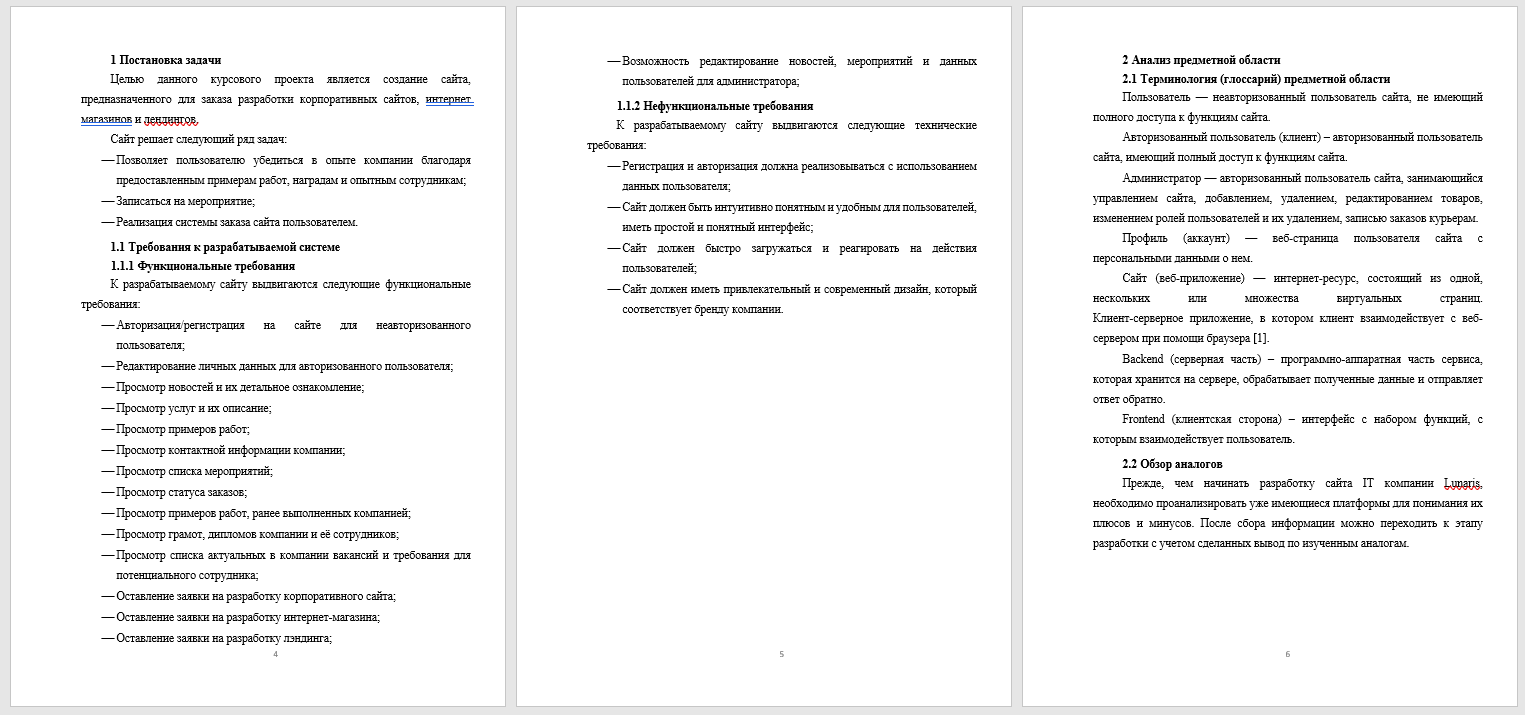 1 Постановка задачи
Целью данного курсового проекта является создание сайта,
предназначенного для заказа разработки корпоративных сайтов, интернет
магазинов и лендингов.
Сайт решает следующий ряд задач:
— Позволяет пользователю убедиться в опыте компании благодаря
предоставленным примерам работ, наградам и опытным сотрудникам;
— Записаться на мероприятие;
— Реализация системы заказа сайта пользователем.
1.1 Требования к разрабатываемой системе
1.1.1 Функциональные требования
К разрабатываемому сайту выдвигаются следующие функциональные
требования:
— Авторизация/регистрация на сайте для неавторизованного
пользователя;
— Редактирование личных данных для авторизованного пользователя;
— Просмотр новостей и их детальное ознакомление;
— Просмотр услуг и их описание;
— Просмотр примеров работ;
— Просмотр контактной информации компании;
— Просмотр списка мероприятий;
— Просмотр статуса заказов;
— Просмотр примеров работ, ранее выполненных компанией;
— Просмотр грамот, дипломов компании и её сотрудников;
— Просмотр списка актуальных в компании вакансий и требования для
потенциального сотрудника;
— Оставление заявки на разработку корпоративного сайта;
— Оставление заявки на разработку интернет-магазина;
— Оставление заявки на разработку лэндинга;
4
— Возможность редактирование новостей, мероприятий и данных
пользователей для администратора;
1.1.2 Нефункциональные требования
К разрабатываемому сайту выдвигаются следующие технические
требования:
— Регистрация и авторизация должна реализовываться с использованием
данных пользователя;
— Сайт должен быть интуитивно понятным и удобным для пользователей,
иметь простой и понятный интерфейс;
— Сайт должен быстро загружаться и реагировать на действия
пользователей;
— Сайт должен иметь привлекательный и современный дизайн, который
соответствует бренду компании.
5
2 Анализ предметной области
2.1 Терминология (глоссарий) предметной области
Пользователь — неавторизованный пользователь сайта, не имеющий
полного доступа к функциям сайта.
Авторизованный пользователь (клиент) – авторизованный пользователь
сайта, имеющий полный доступ к функциям сайта.
Администратор — авторизованный пользователь сайта, занимающийся
управлением сайта, добавлением, удалением, редактированием товаров,
изменением ролей пользователей и их удалением, записью заказов курьерам.
Профиль (аккаунт) — веб-страница пользователя сайта с
персональными данными о нем.
Сайт (веб-приложение) — интернет-ресурс, состоящий из одной,
нескольких или множества виртуальных страниц.
Клиент-серверное приложение, в котором клиент взаимодействует с веб-
сервером при помощи браузера [1].
Backend (серверная часть) – программно-аппаратная часть сервиса,
которая хранится на сервере, обрабатывает полученные данные и отправляет
ответ обратно.
Frontend (клиентская сторона) – интерфейс с набором функций, с
которым взаимодействует пользователь.
2.2 Обзор аналогов
Прежде, чем начинать разработку сайта IT компании Lunaris,
необходимо проанализировать уже имеющиеся платформы для понимания их
плюсов и минусов. После сбора информации можно переходить к этапу
разработки с учетом сделанных вывод по изученным аналогам.
6